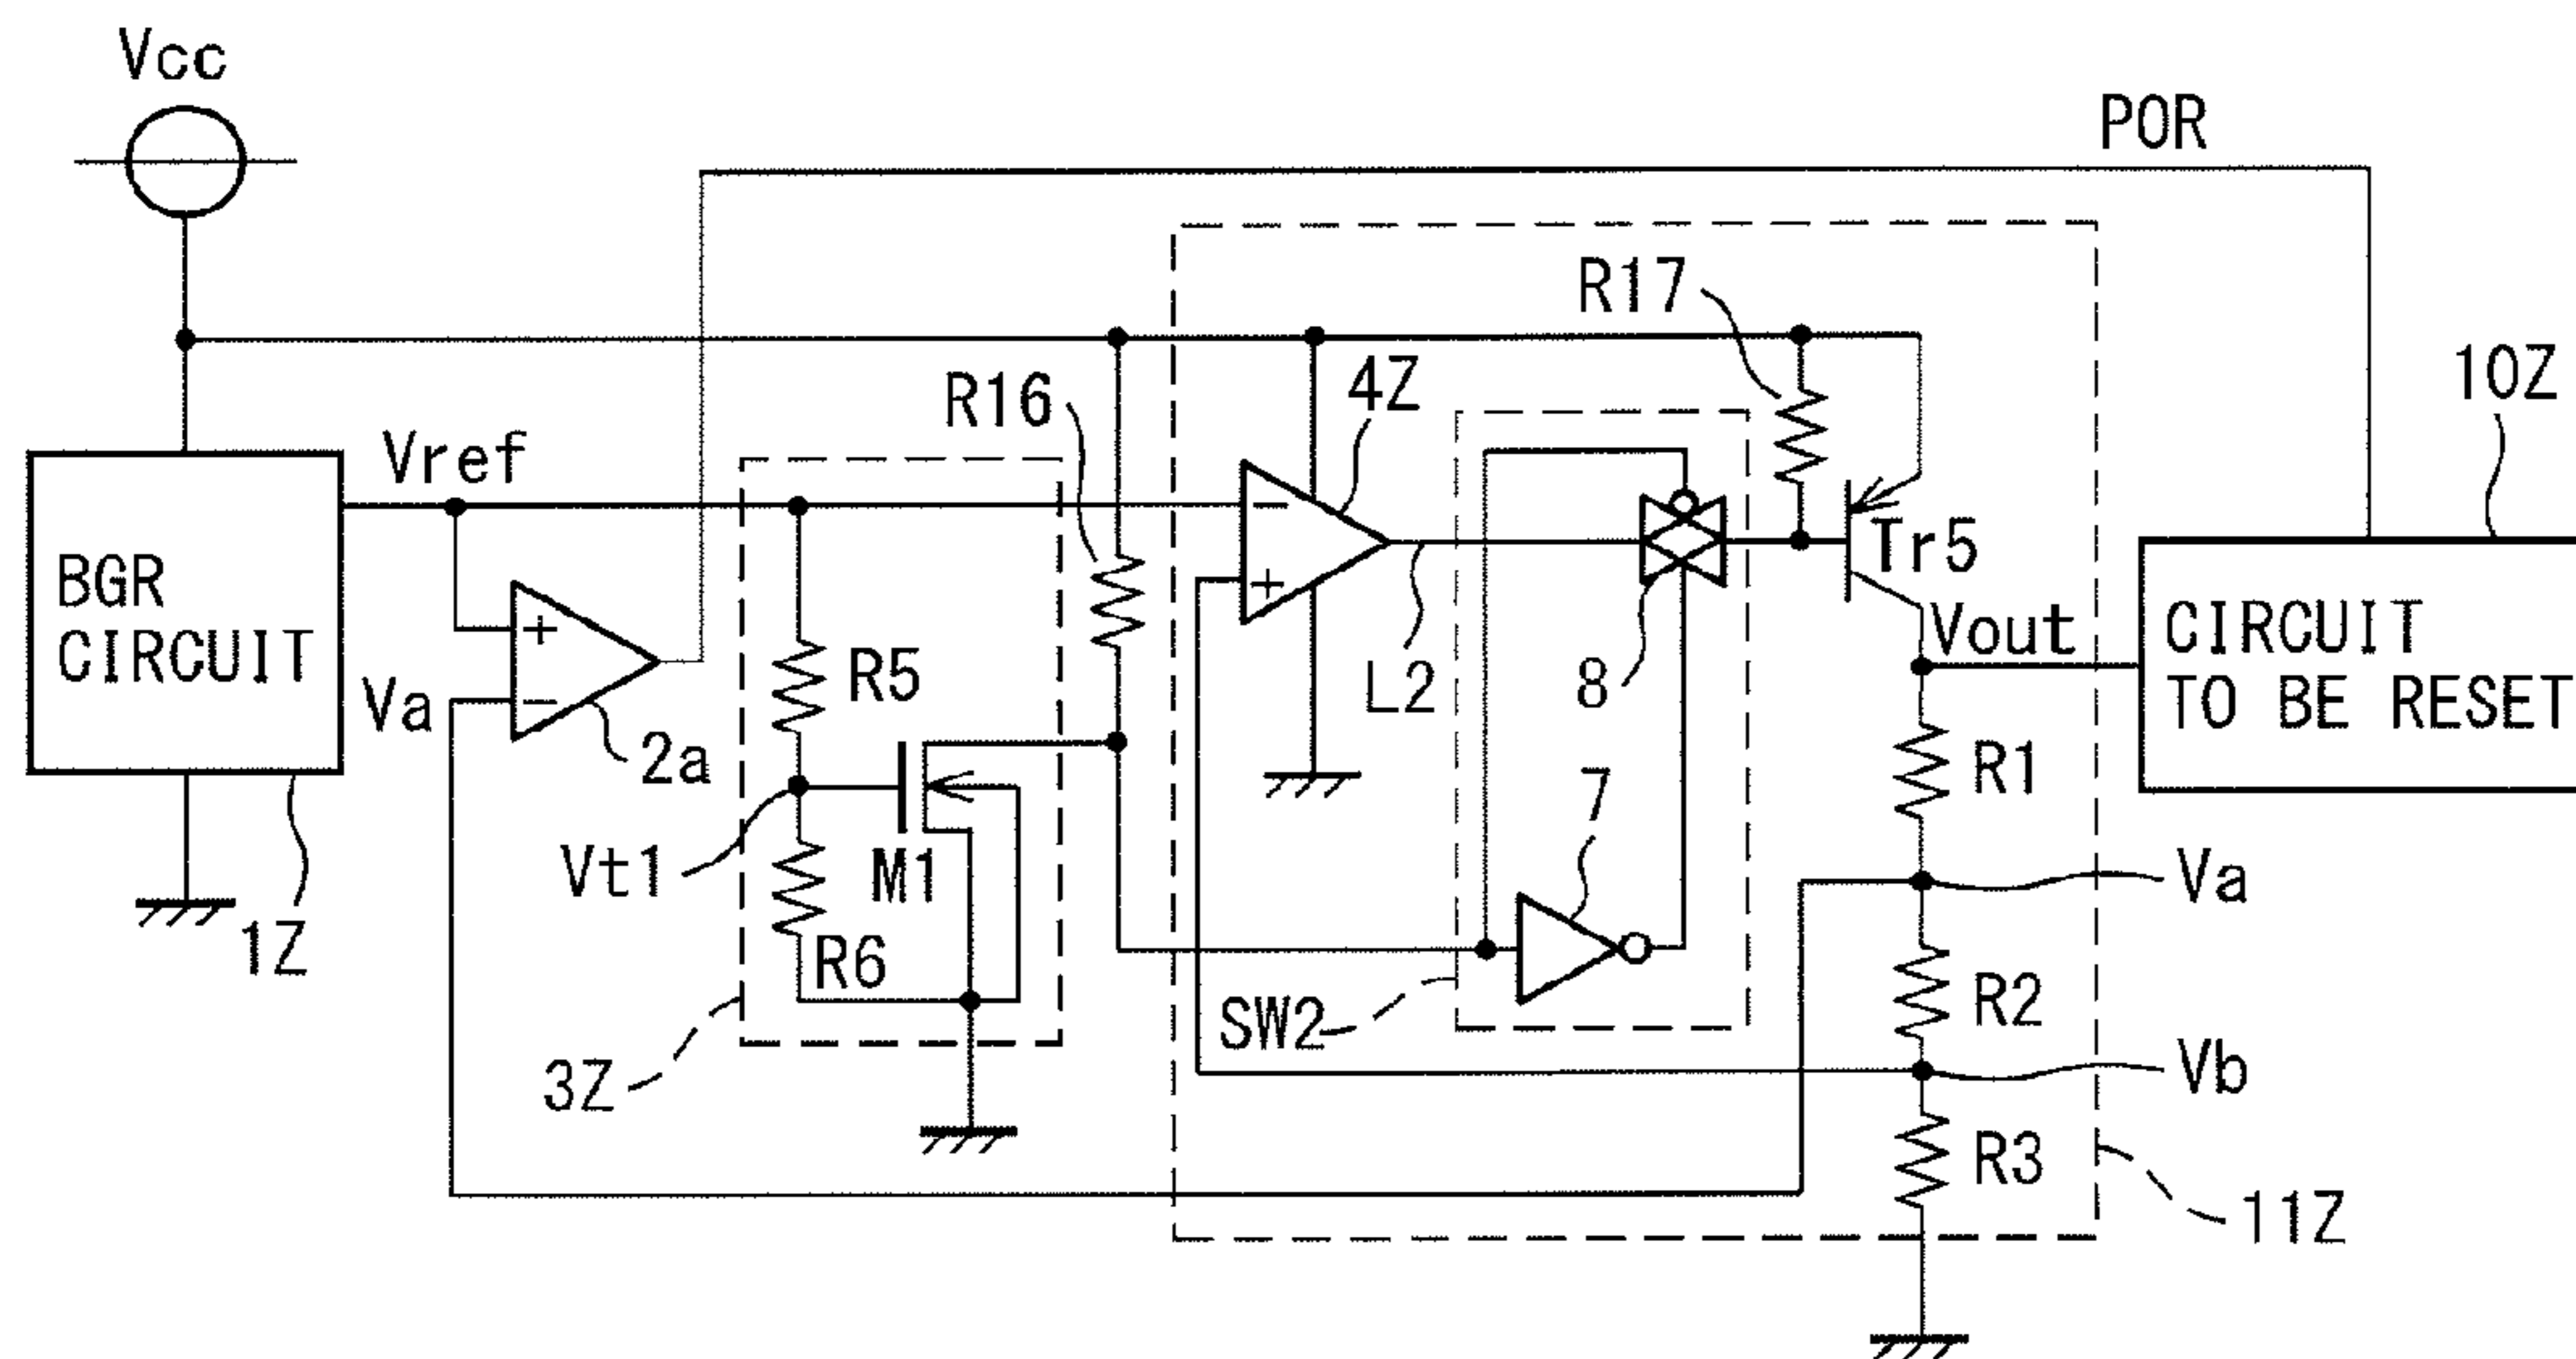 Vcc
POR
R17
10Z
4Z
R16
Vref
Tr5
BGR
CIRCUIT
Vout
CIRCUIT
TO BE RESET
R5
Va
L2
8
2a
R1
7
Vt1
M1
Va
R6
1Z
R2
SW2
3Z
Vb
R3
11Z
+
−
−
+